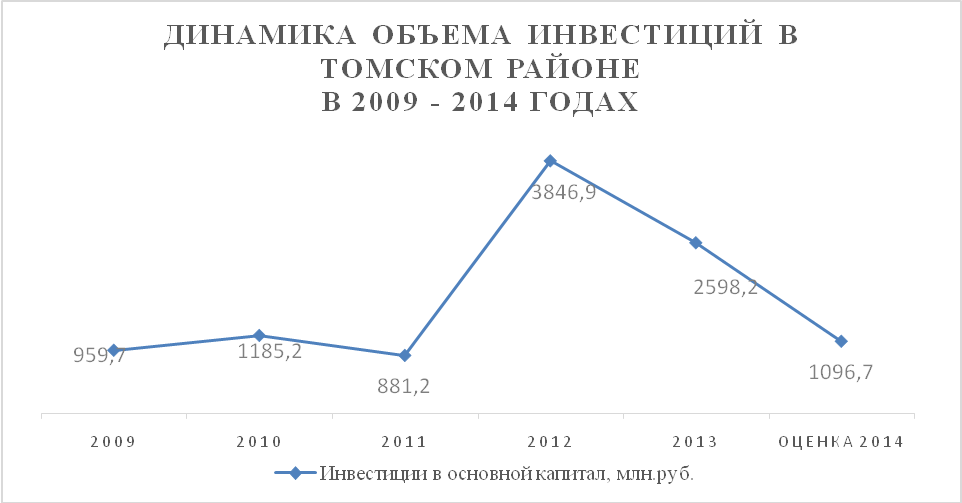 ДИНАМИКА ОБЪЕМА ИНВЕСТИЦИЙ В
ТОМСКОМ РАЙОНЕ
В 2009 - 2014 ГОДАХ
3846,9
2598,2
959,7
1185,2
881,2
1096,7
2009
2010
2011
2012
2013
ОЦЕНКА 2014
Инвестиции в основной капитал, млн.руб.